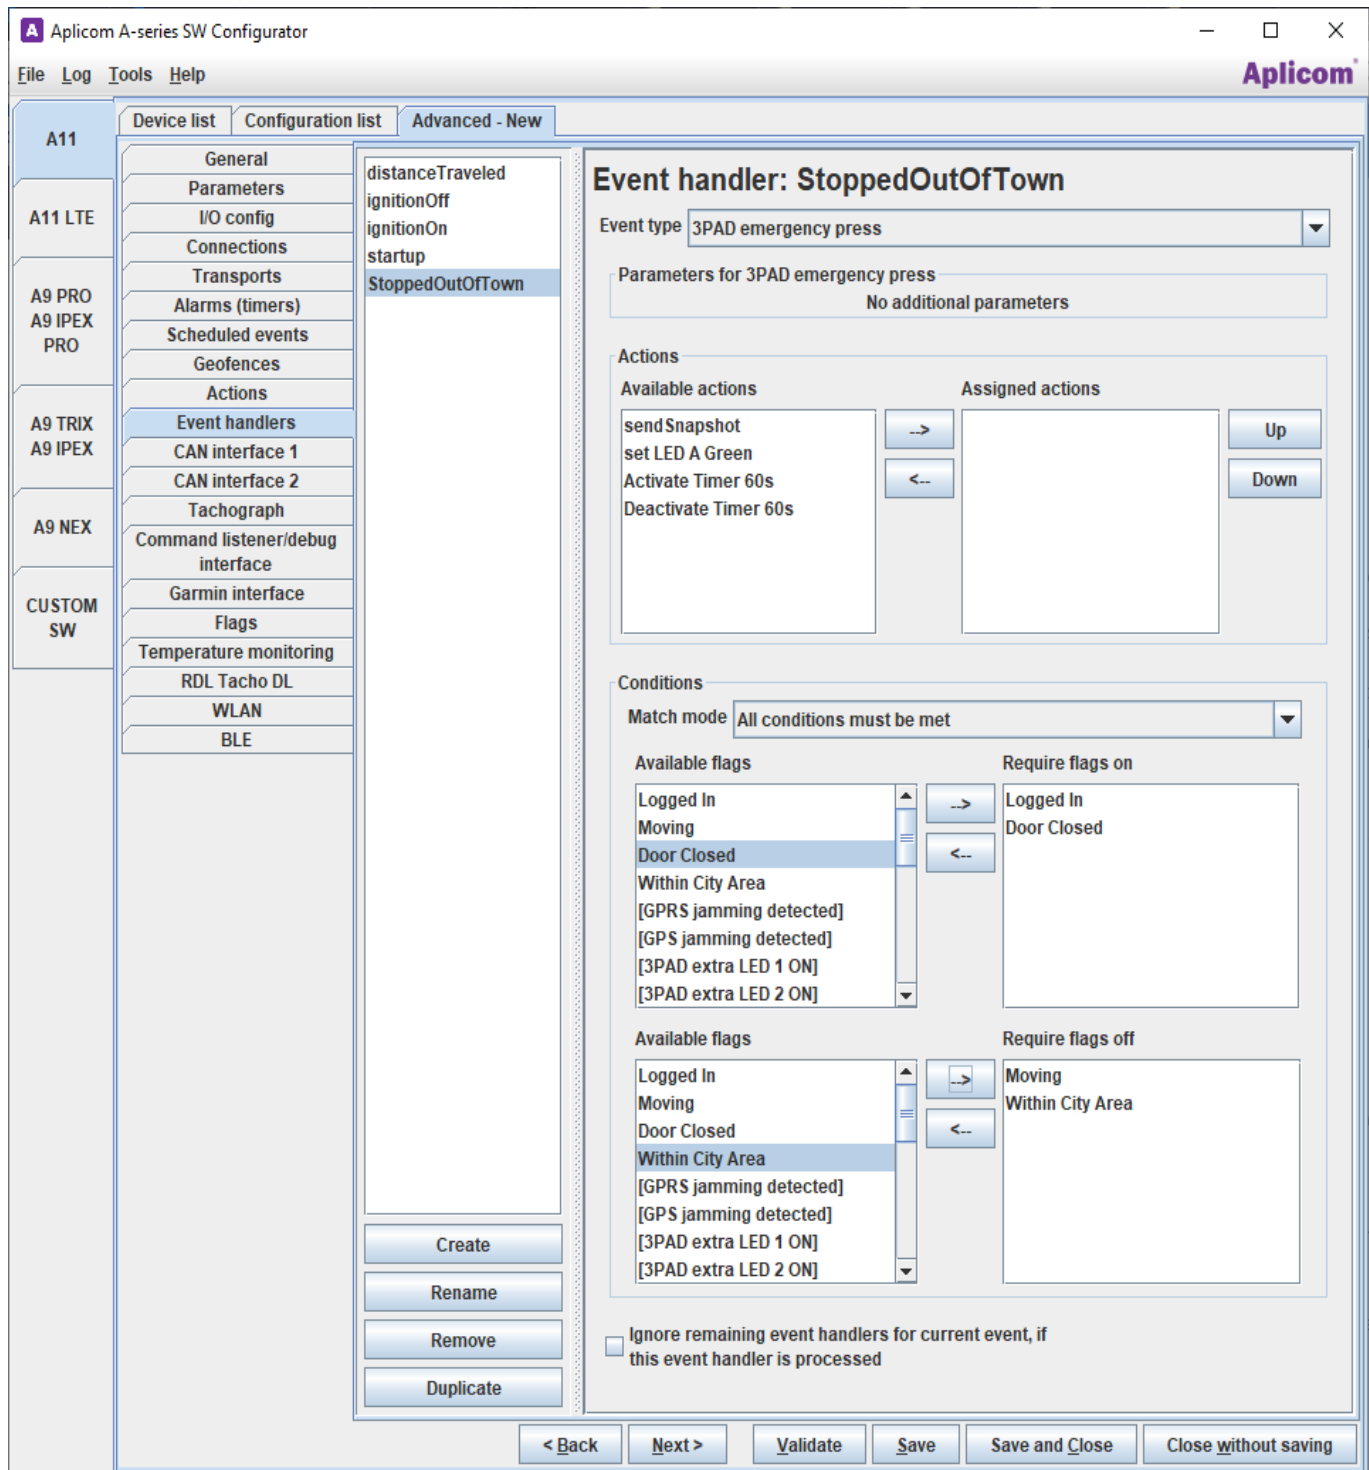 A Aplicom A-series SW Configurator
File Log Tools Help
Aplicom
A11
A11 LTE
A9 PRO
A9 IPEX
PRO
A9 TRIX
A9 IPEX
A9 NEX
CUSTOM
SW
Device list Configuration list Advanced - New
General
Parameters
I/O config
Connections
Transports
Alarms (timers)
Scheduled events
Geofences
Actions
Event handlers
CAN interface 1
CAN interface 2
Tachograph
Command listener/debug
interface
Garmin interface
Flags
Temperature monitoring
RDL Tacho DL
WLAN
BLE
distanceTraveled
ignitionOff
ignitionOn
startup
StoppedOutOfTown
Create
Rename
Remove
Duplicate
Event handler: StoppedOutOfTown
Event type 3PAD emergency press
Parameters for 3PAD emergency press
No additional parameters
Actions
Available actions
sendSnapshot
set LED A Green
Activate Timer 60s
Deactivate Timer 60s
-->
<--
Assigned actions
Up
Down
Conditions
Match mode All conditions must be met
Available flags
Logged In
Moving
Door Closed
Within City Area
[GPRS jamming detected]
[GPS jamming detected]
[3PAD extra LED 1 ON]
[3PAD extra LED 2 ON]
-->
<--
Require flags on
Logged In
Door Closed
Available flags
Logged In
Moving
Door Closed
Within City Area
[GPRS jamming detected]
[GPS jamming detected]
[3PAD extra LED 1 ON]
[3PAD extra LED 2 ON]
-->
<--
Require flags off
Moving
Within City Area
Ignore remaining event handlers for current event, if
this event handler is processed
< Back Next > Validate Save Save and Close Close without saving